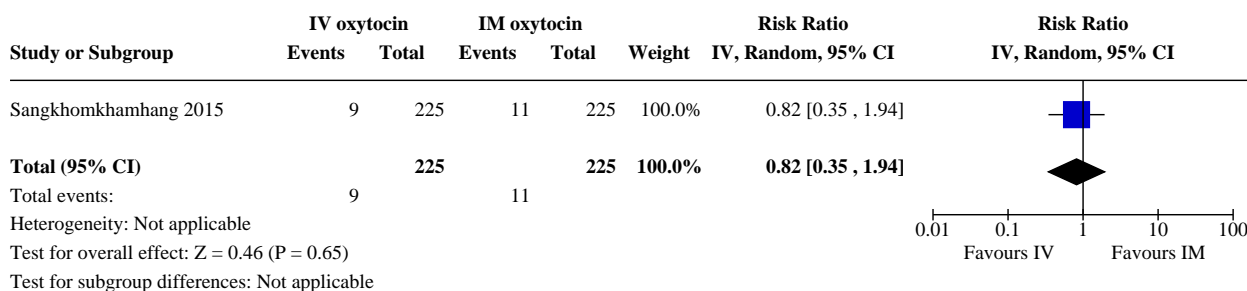 IV oxytocin IM oxytocin Risk Ratio Risk Ratio
Study or Subgroup Events Total Events Total Weight IV, Random, 95% CI IV, Random, 95% CI
Sangkhomkhamhang 2015 9 225 11 225 100.0% 0.82 [0.35 , 1.94]
Total (95% CI) 225 225 100.0% 0.82 [0.35 , 1.94]
Total events: 9 11
Heterogeneity: Not applicable
Test for overall effect: Z = 0.46 (P = 0.65)
Test for subgroup differences: Not applicable
0.01 0.1 1 10 100
Favours IV Favours IM